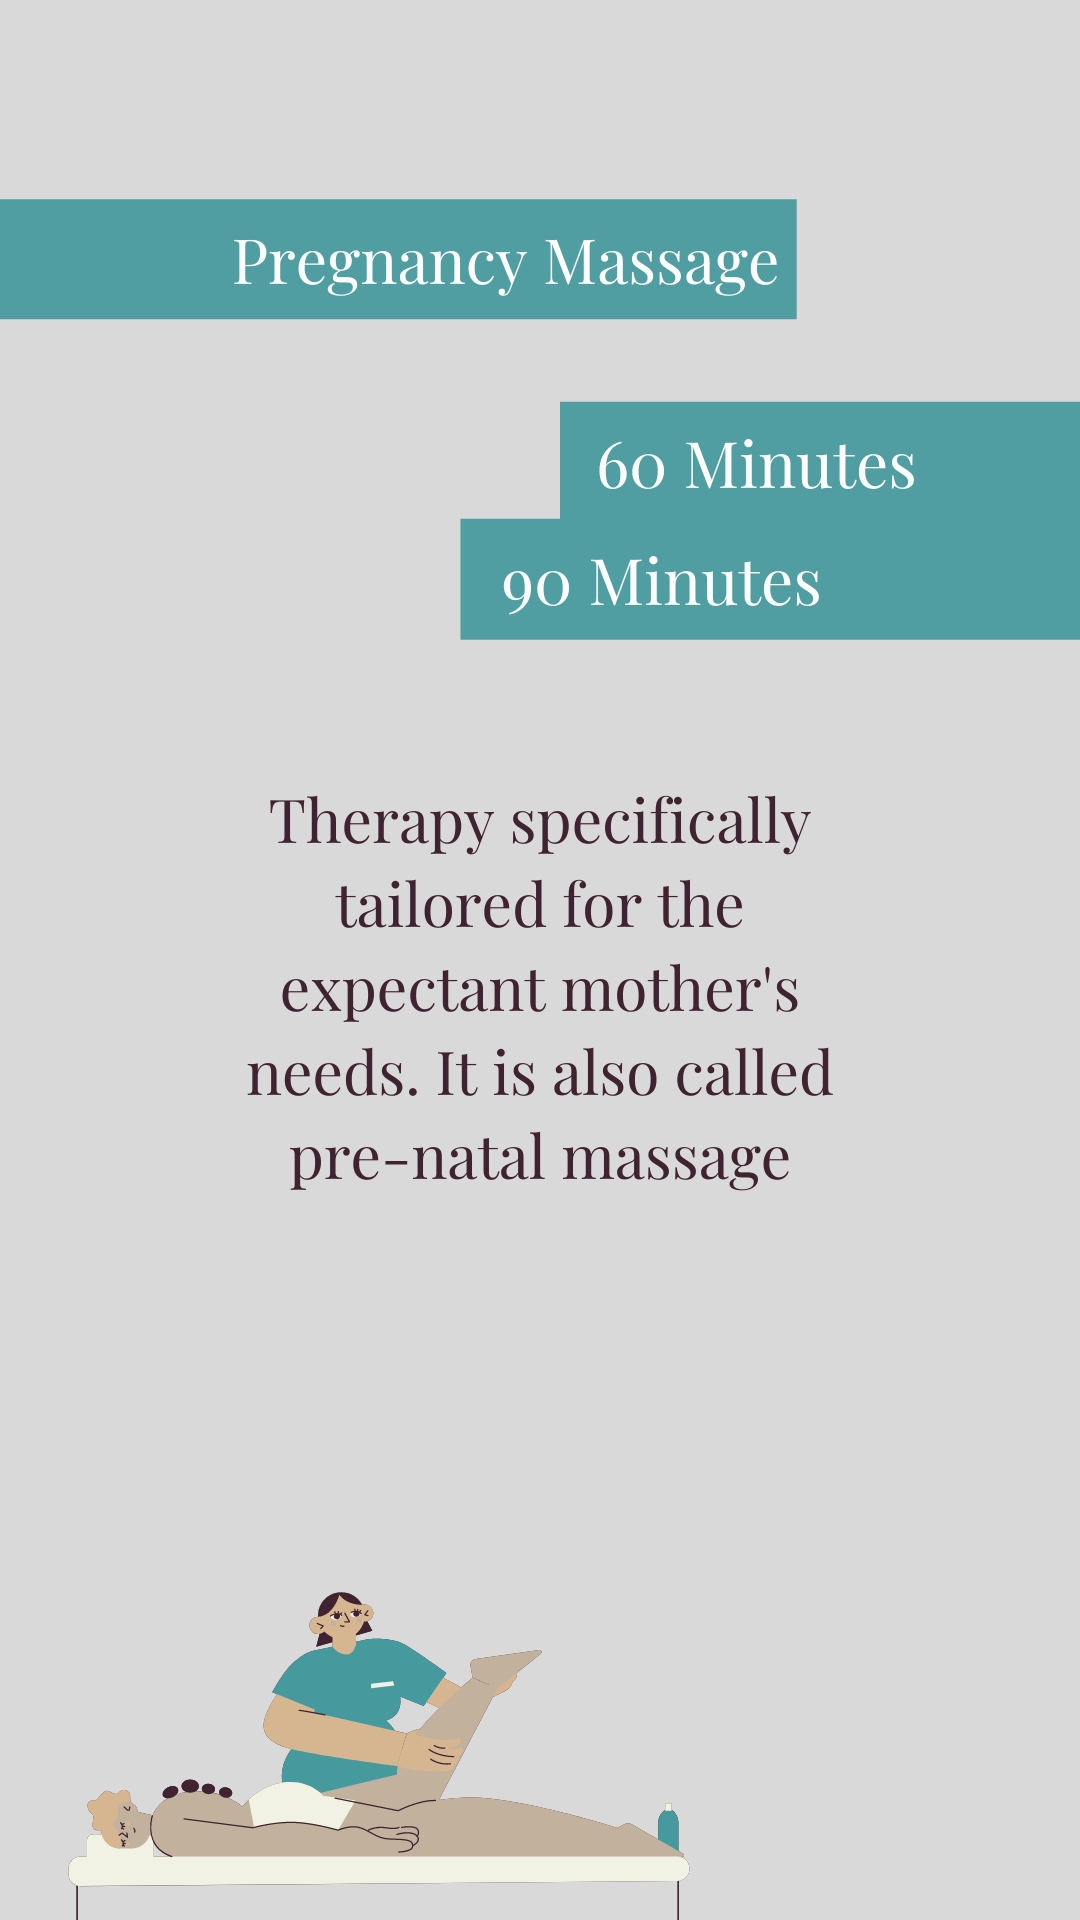 Pregnancy Massage
60 Minutes
90 Minutes
Therapy specifically
tailored for the
expectant mother's
needs. It is also called
pre-natal massage